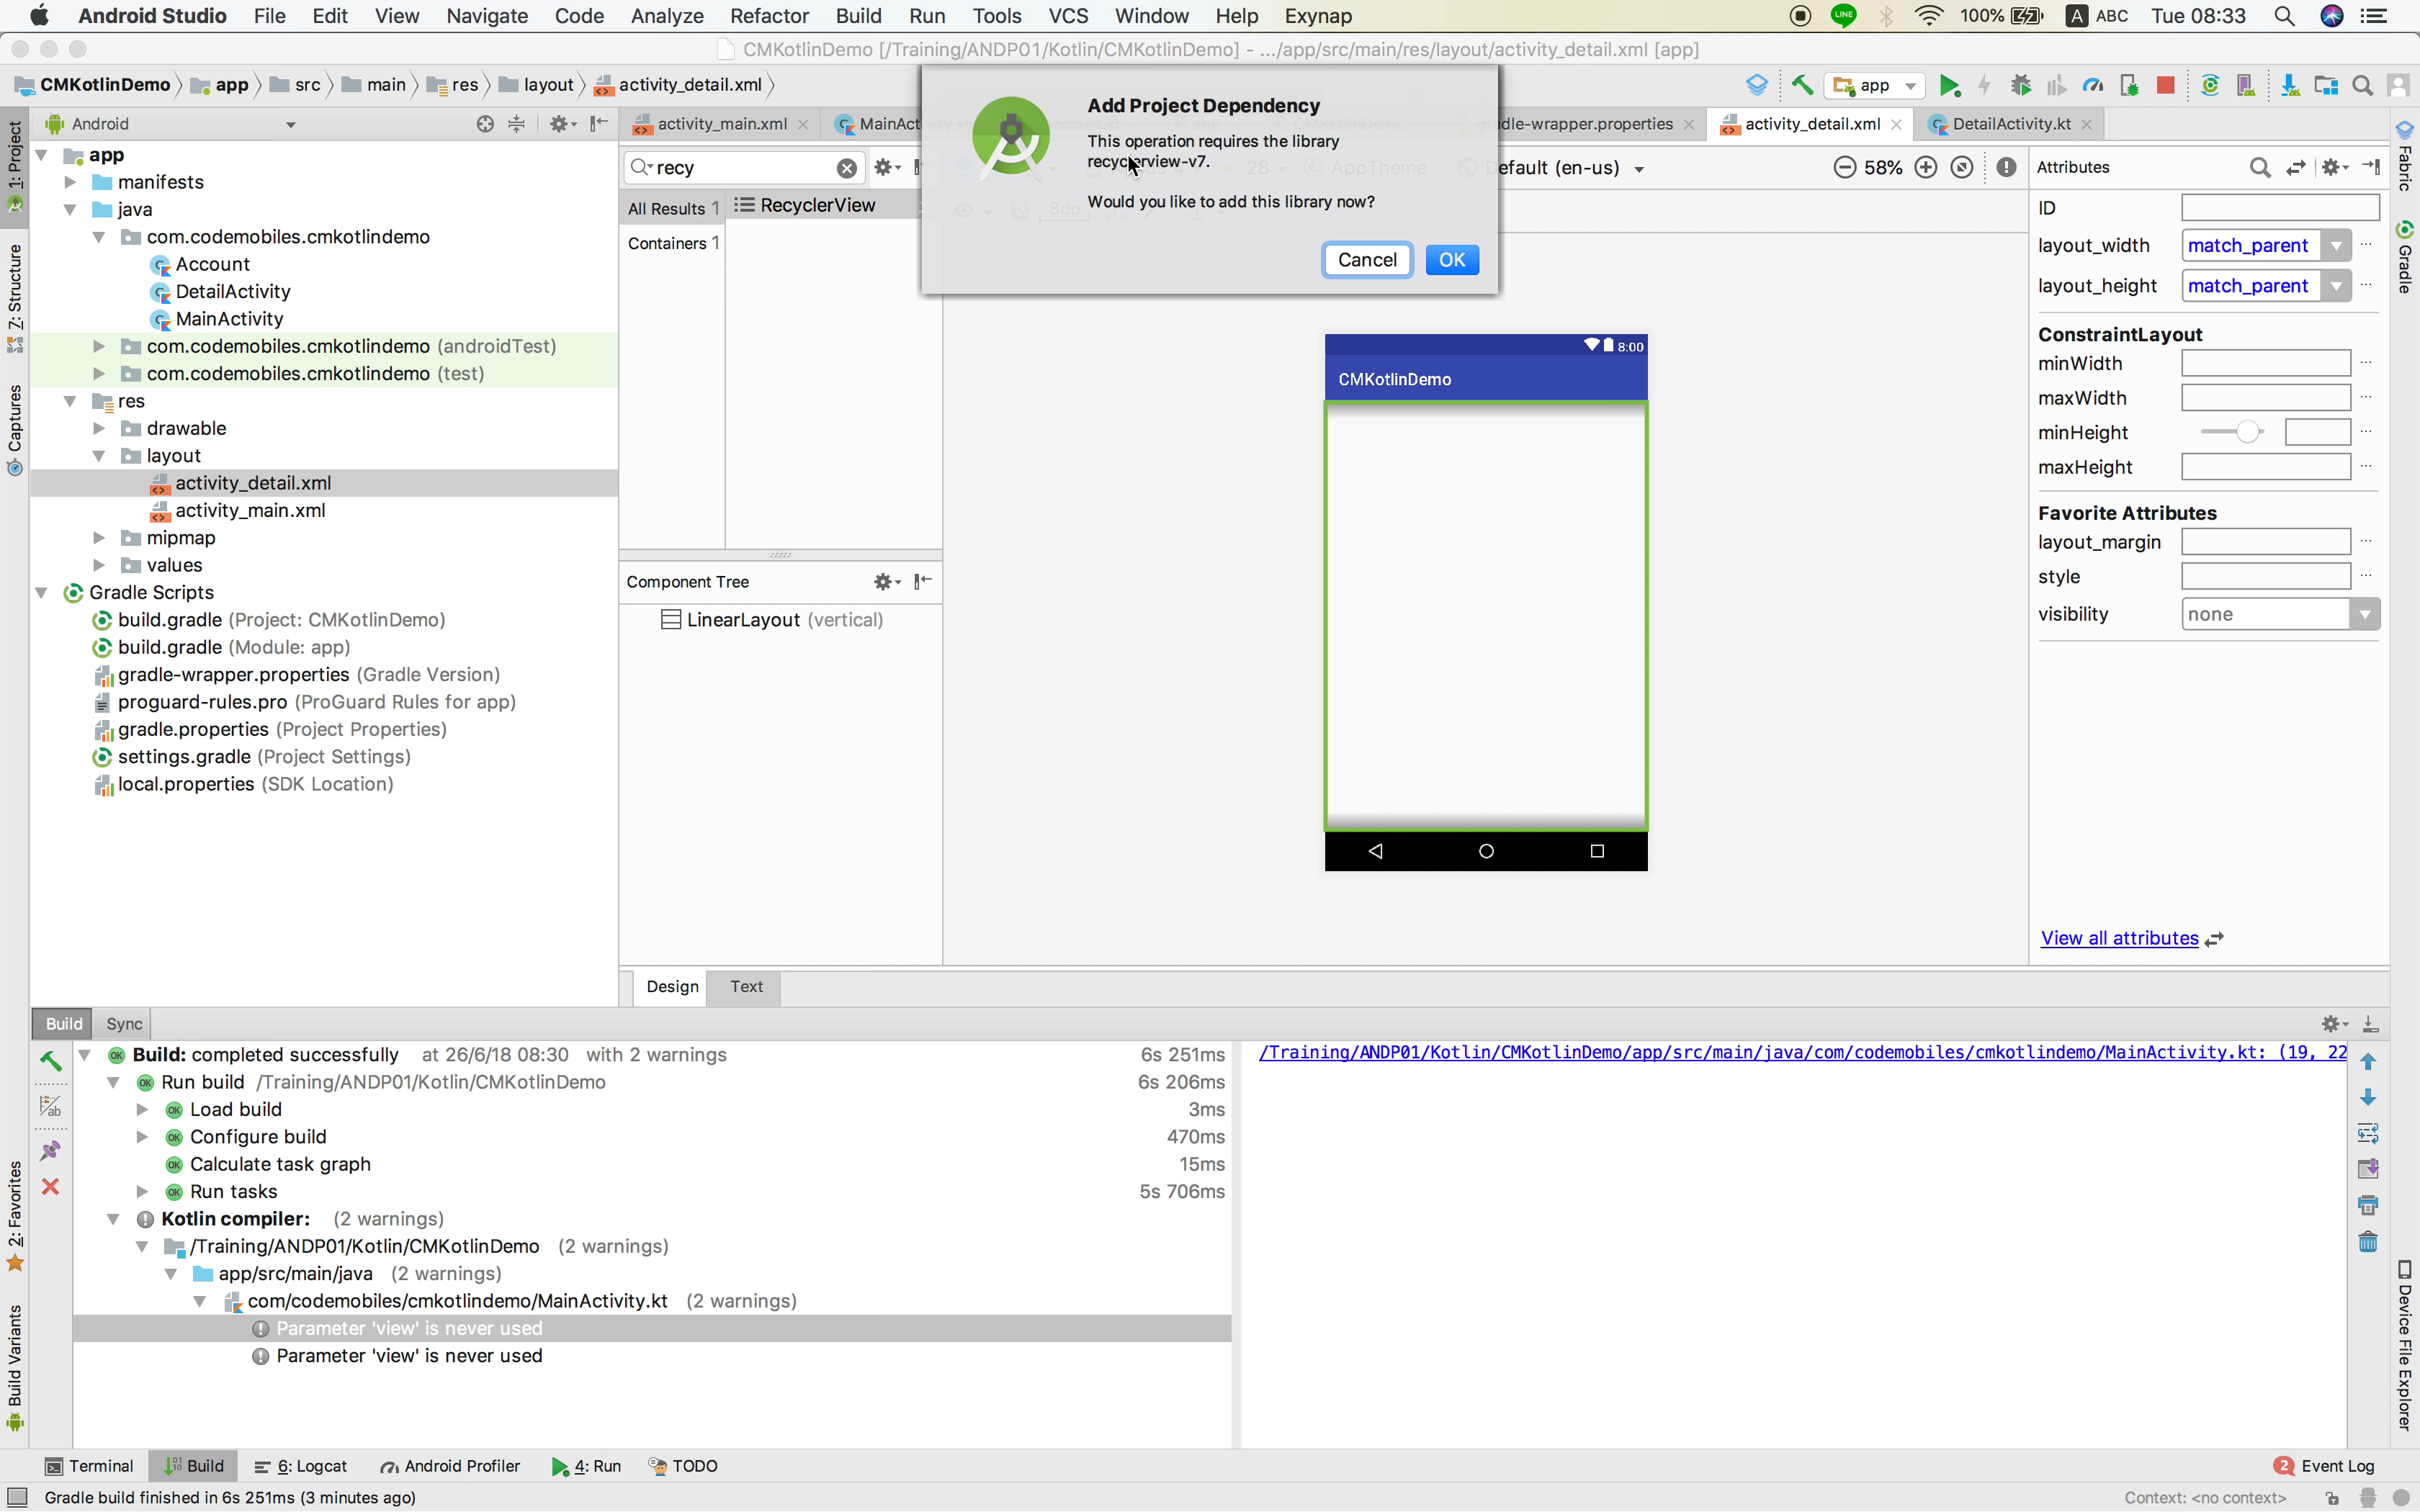 Android Studio File Edit View Navigate Code Analyze Refactor Build Run Tools VCS Window Help Exynap LINE 100% A ABC Tue 08:33
CMKotlinDemo [/Training/ANDP01/Kotlin/CMKotlinDemo] - .../app/src/main/res/layout/activity_detail.xml [app]
CMKotlinDemo app src main res layout activity_detail.xml app
Android
activity_main.xml MainAct dle-wrapper.properties activity_detail.xml DetailActivity.kt
Add Project Dependency
This operation requires the library
recyclerview-v7.
Would you like to add this library now?
Cancel OK
1: Project
Z: Structure
Captures
2: Favorites
Build Variants
app
manifests
java
com.codemobiles.cmkotlindemo
Account
DetailActivity
MainActivity
com.codemobiles.cmkotlindemo (androidTest)
com.codemobiles.cmkotlindemo (test)
res
drawable
layout
activity_detail.xml
activity_main.xml
mipmap
values
Gradle Scripts
build.gradle (Project: CMKotlinDemo)
build.gradle (Module: app)
gradle-wrapper.properties (Gradle Version)
proguard-rules.pro (ProGuard Rules for app)
gradle.properties (Project Properties)
settings.gradle (Project Settings)
local.properties (SDK Location)
recy
All Results 1
Containers 1
RecyclerView
28 AppTheme efault (en-us) 58%
8dp
Component Tree
LinearLayout (vertical)
8:00
CMKotlinDemo
Attributes
ID
layout_width match_parent
layout_height match_parent
ConstraintLayout
minWidth
maxWidth
minHeight
maxHeight
Favorite Attributes
layout_margin
style
visibility none
View all attributes
Fabric
Gradle
Device File Explorer
Design Text
Build Sync
Build: completed successfully at 26/6/18 08:30 with 2 warnings 6s 251ms
Run build /Training/ANDP01/Kotlin/CMKotlinDemo 6s 206ms
Load build 3ms
Configure build 470ms
Calculate task graph 15ms
Run tasks 5s 706ms
Kotlin compiler: (2 warnings)
/Training/ANDP01/Kotlin/CMKotlinDemo (2 warnings)
app/src/main/java (2 warnings)
com/codemobiles/cmkotlindemo/MainActivity.kt (2 warnings)
Parameter 'view' is never used
Parameter 'view' is never used
/Training/ANDP01/Kotlin/CMKotlinDemo/app/src/main/java/com/codemobiles/cmkotlindemo/MainActivity.kt: (19, 22
Terminal Build 6: Logcat Android Profiler 4: Run TODO 2 Event Log
Gradle build finished in 6s 251ms (3 minutes ago) Context: <no context>